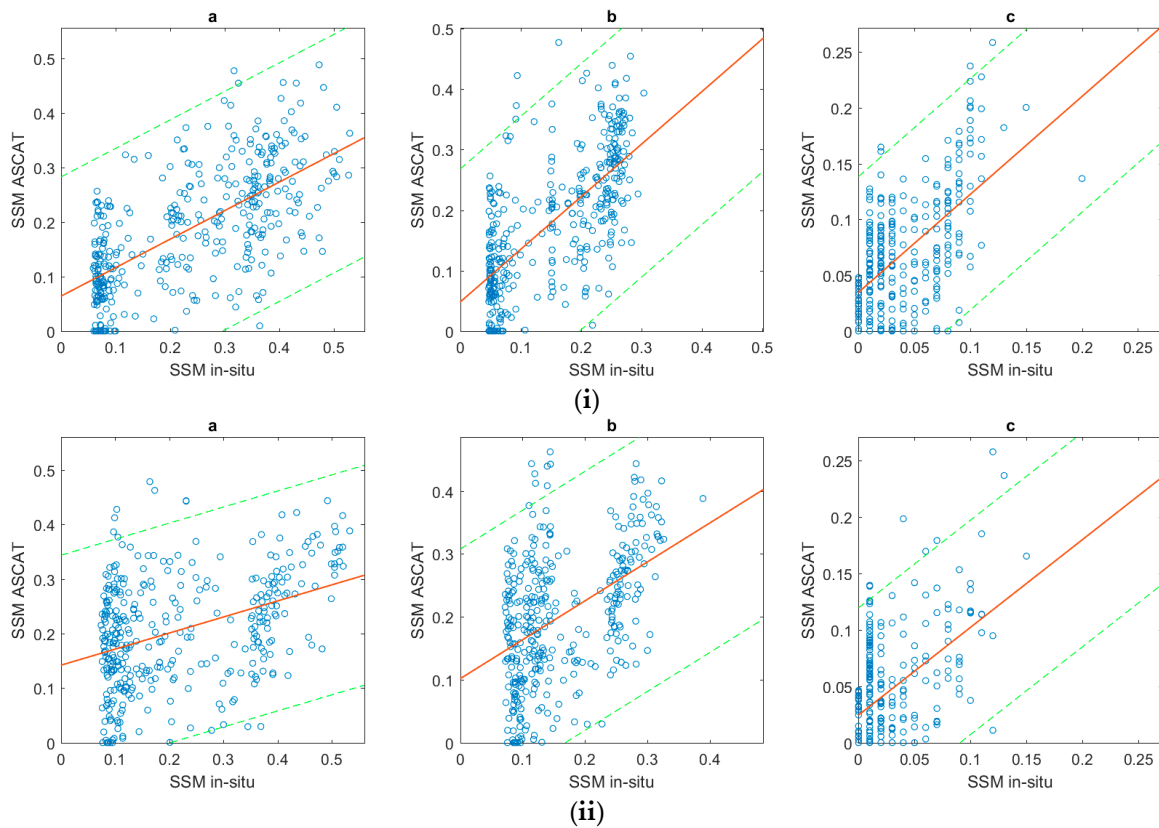 a b c
0.5 0.5 0.25
0.4 0.4 0.2
0.3 0.3 0.15
0.2 0.2 0.1
0.1 0.1 0.05
0 0 0
SSM ASCAT SSM ASCAT SSM ASCAT
0 0.1 0.2 0.3 0.4 0.5 0 0.1 0.2 0.3 0.4 0.5 0 0.05 0.1 0.15 0.2 0.25
SSM in-situ SSM in-situ SSM in-situ
(i)
a b c
0.5 0.4 0.25
0.4 0.3 0.2
0.3 0.2 0.15
0.2 0.1 0.1
0.1 0 0.05
0 0
SSM ASCAT SSM ASCAT SSM ASCAT
0 0.1 0.2 0.3 0.4 0.5 0 0.1 0.2 0.3 0.4 0 0.05 0.1 0.15 0.2 0.25
SSM in-situ SSM in-situ SSM in-situ
(ii)